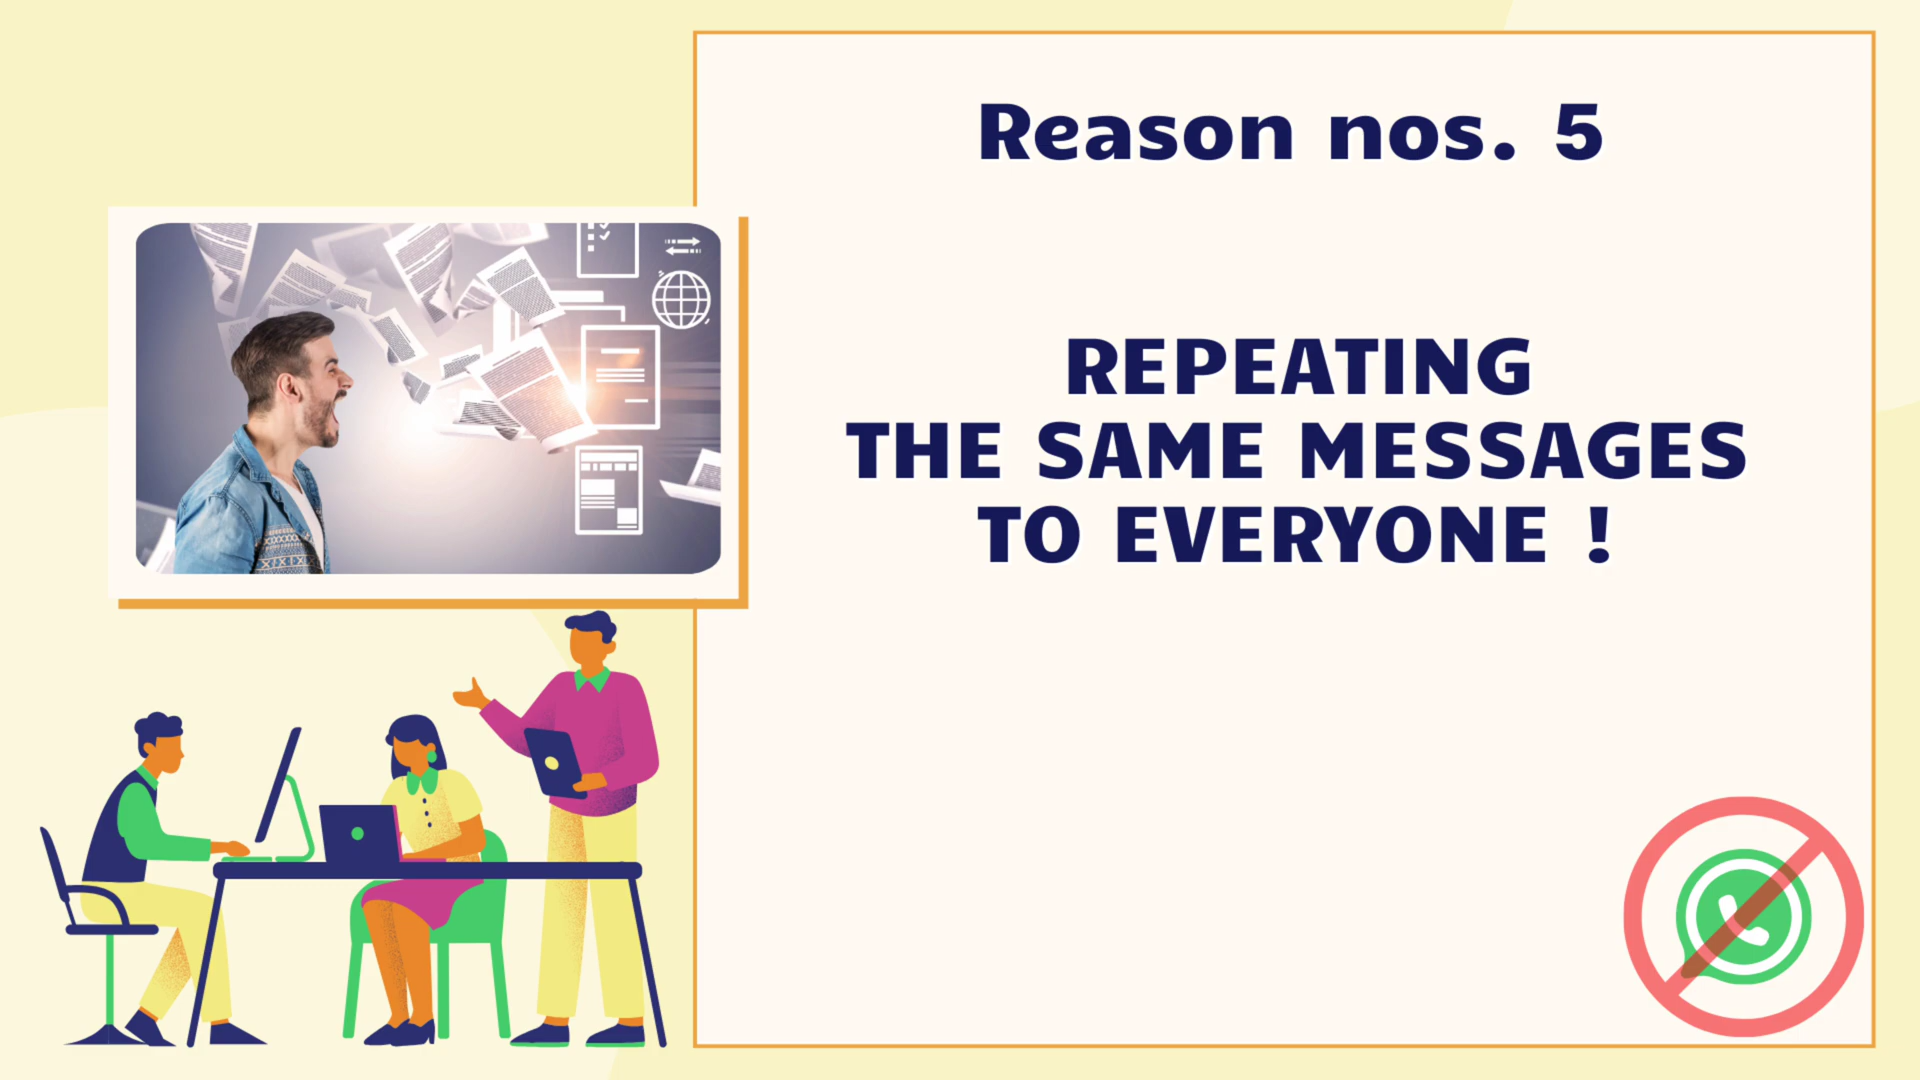 Reason nos. 5
REPEATING
THE SAME MESSAGES
TO EVERYONE !